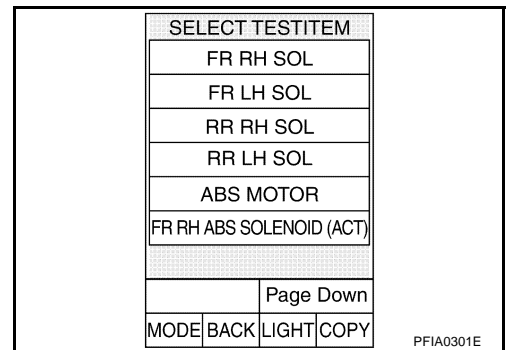 SELECT TESTITEM
FR RH SOL
FR LH SOL
RR RH SOL
RR LH SOL
ABS MOTOR
FR RH ABS SOLENOID (ACT)
Page Down
MODE BACK LIGHT COPY
PFIA0301E